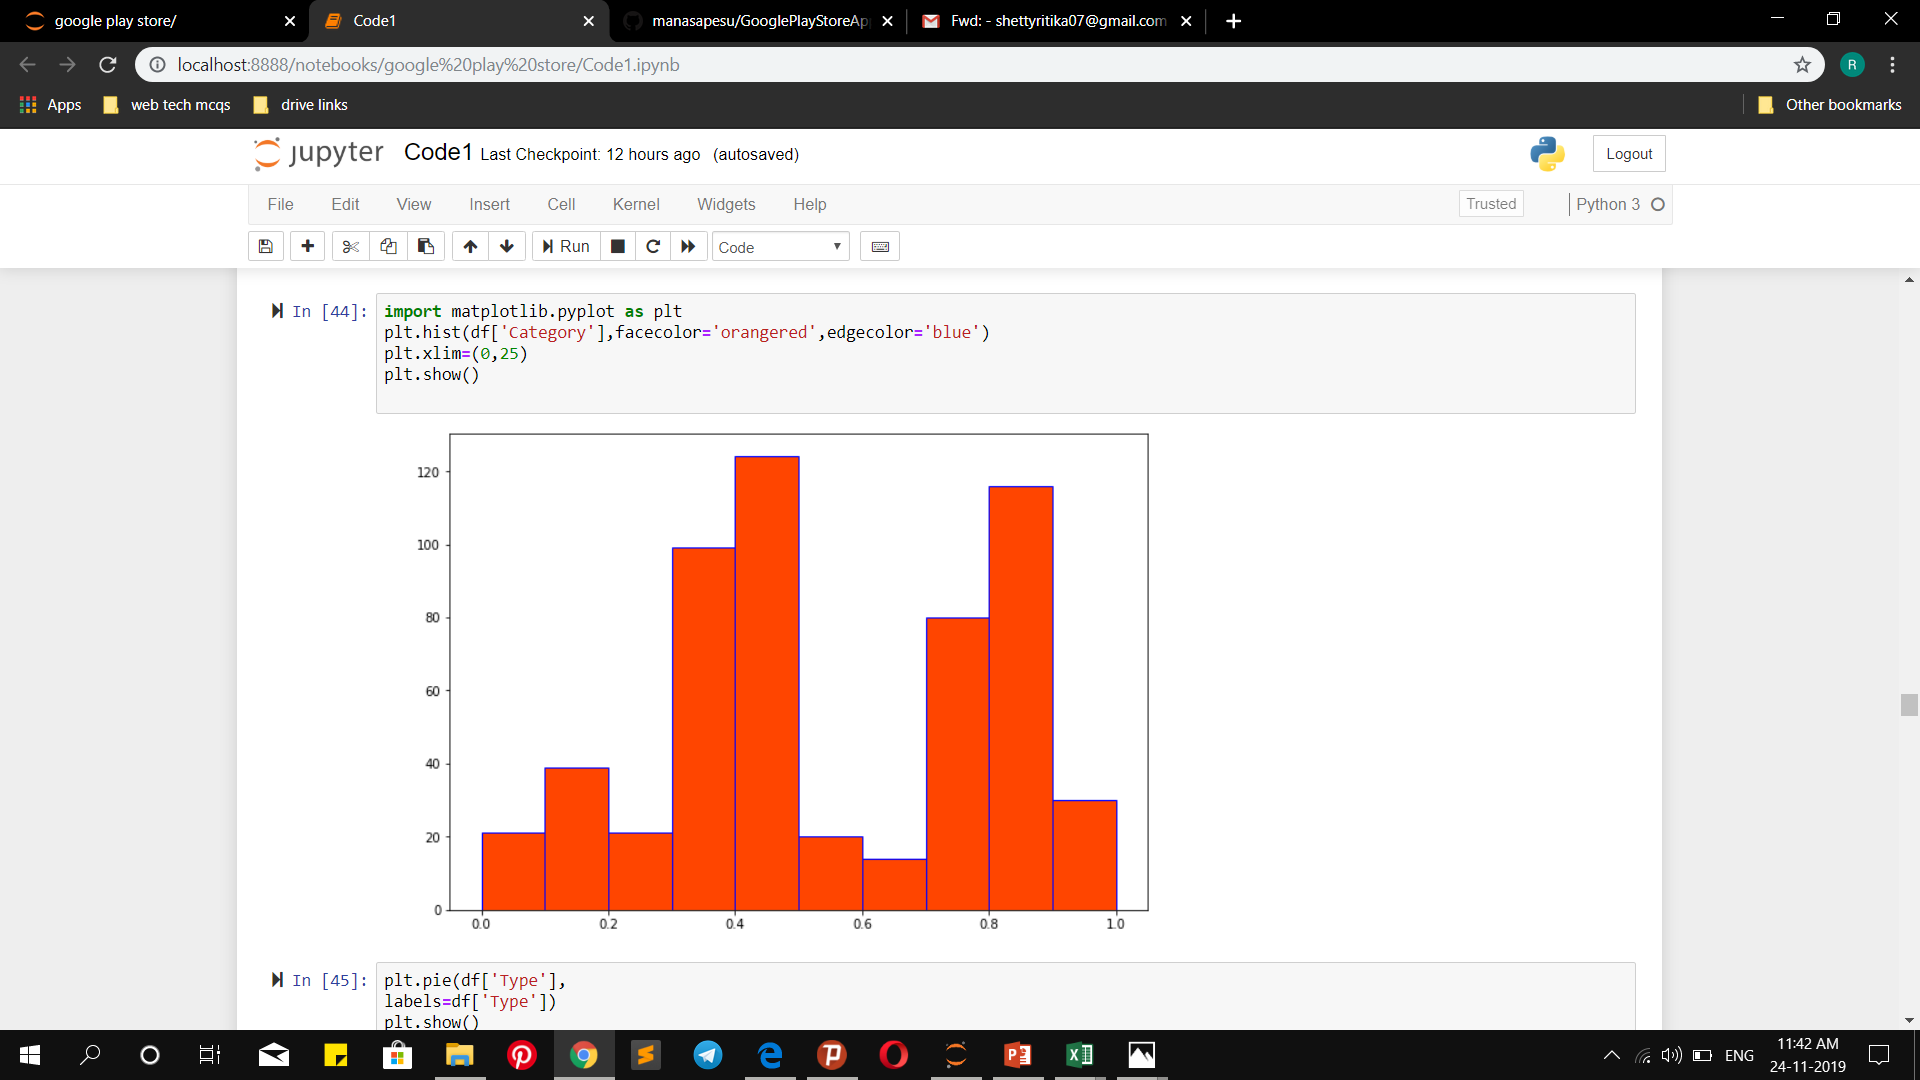 google play store/
Code1
manasapesu/GooglePlayStoreAp
Fwd: - shettyritika07@gmail.com
localhost:8888/notebooks/google%20play%20store/Code1.ipynb
R
Apps
web tech mcqs
drive links
Other bookmarks
jupyter Code1 Last Checkpoint: 12 hours ago (autosaved)
Logout
File Edit View Insert Cell Kernel Widgets Help
Trusted
Python 3
Run
Code
In [44]:
import matplotlib.pyplot as plt
plt.hist(df['Category'],facecolor='orangered',edgecolor='blue')
plt.xlim=(0,25)
plt.show()
120
100
80
60
40
20
0
0.0 0.2 0.4 0.6 0.8 1.0
In [45]:
plt.pie(df['Type'],
labels=df['Type'])
plt.show()
ENG
11:42 AM
24-11-2019